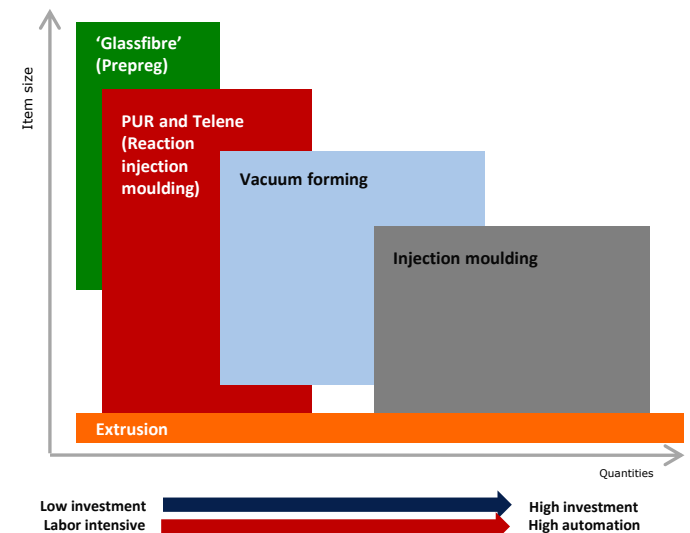 Item size
‘Glassfibre’
(Prepreg)
PUR and Telene
(Reaction
injection
moulding)
Vacuum forming
Injection moulding
Extrusion
Quantities
Low investment
High investment
Labor intensive
High automation